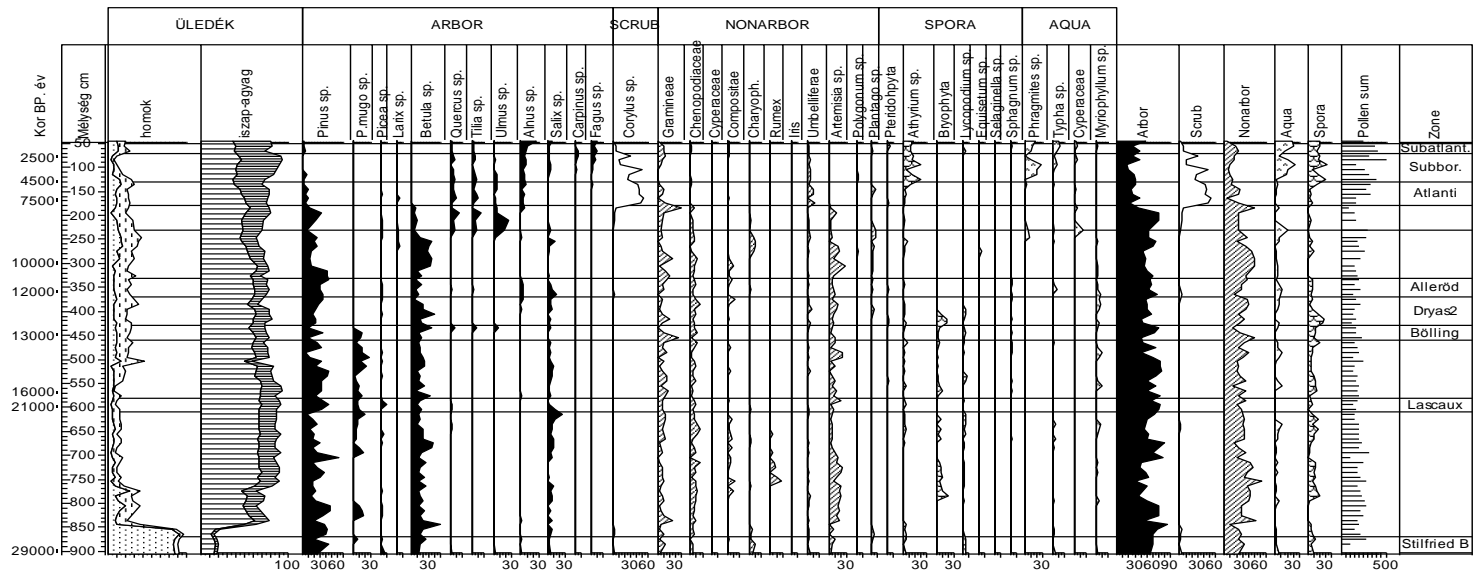 ÜLEDÉK ARBOR SCRUB NONARBOR SPORA AQUA
Kor BP. év
Mélység cm
homok
iszap-agyag
Pinus sp.
P.mugo sp.
Picea sp.
Larix sp.
Betula sp.
Quercus sp.
Tilia sp.
Ulmus sp.
Alnus sp.
Salix sp.
Carpinus sp.
Fagus sp.
Corylus sp.
Gramineae
Chenopodiaceae
Cyperaceae
Compositae
Charyoph.
Rumex
Iris
Umbelliferae
Artemisia sp.
Polygonum sp.
Plantago sp.
Pteridohpyta
Athyrium sp.
Bryophyta
Lycopodium sp.
Equisetum sp.
Selaginella sp.
Sphagnum sp.
Phragmites sp.
Typha sp.
Cyperaceae
Myriophyllum sp.
Arbor
Scrub
Nonarbor
Aqua
Spora
Pollen sum
Zone
50 Subatlant.
2500 100 Subbor.
4500 150 Atlanti
7500 200
250
10000 300
12000 350 Alleröd
400 Dryas2
13000 450 Bölling
500
550
16000
21000 600 Lascaux
650
700
750
800
850
29000 900 Stilfried B
100 3060 30 30 3060 30 30 30 30 30 306090 3060 3060 30 30 500